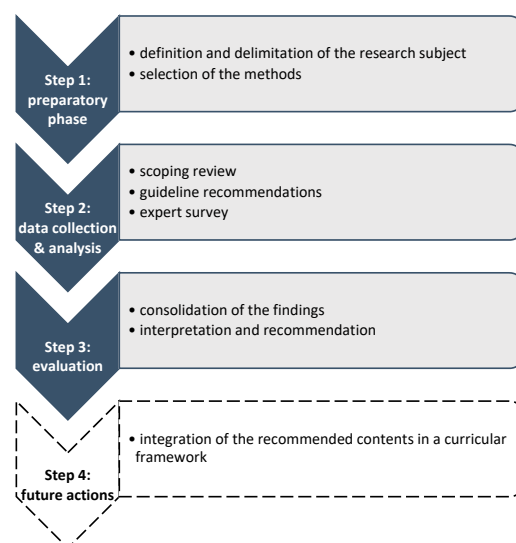 Step 1:
preparatory
phase
• definition and delimitation of the research subject
• selection of the methods
Step 2:
data collection
& analysis
• scoping review
• guideline recommendations
• expert survey
Step 3:
evaluation
• consolidation of the findings
• interpretation and recommendation
Step 4:
future actions
• integration of the recommended contents in a curricular
framework